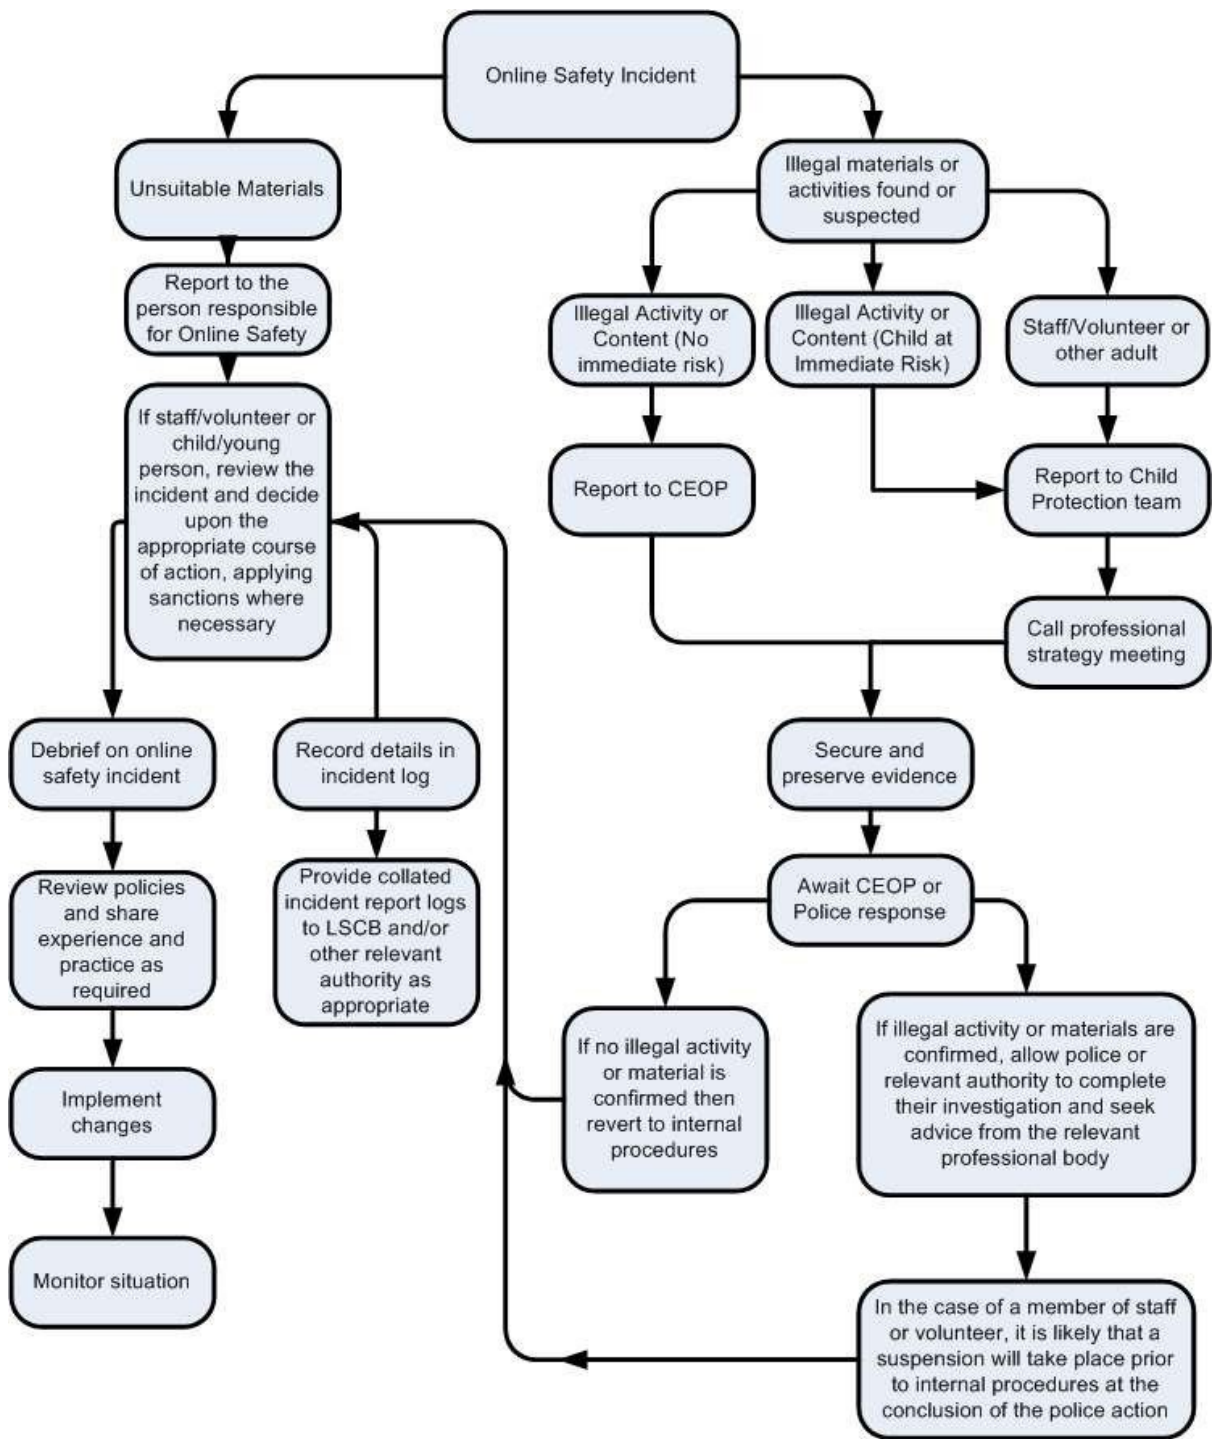 Online Safety Incident
Unsuitable Materials
Report to the
person responsible
for Online Safety
If staff/volunteer or
child/young
person, review the
incident and decide
upon the
appropriate course
of action, applying
sanctions where
necessary
Debrief on online
safety incident
Review policies
and share
experience and
practice as
required
Implement
changes
Monitor situation
Record details in
incident log
Provide collated
incident report logs
to LSCB and/or
other relevant
authority as
appropriate
Illegal materials or
activities found or
suspected
Illegal Activity or
Content (No
immediate risk)
Illegal Activity or
Content (Child at
Immediate Risk)
Staff/Volunteer or
other adult
Report to CEOP
Report to Child
Protection team
Call professional
strategy meeting
Secure and
preserve evidence
Await CEOP or
Police response
If no illegal activity
or material is
confirmed then
revert to internal
procedures
If illegal activity or materials are
confirmed, allow police or
relevant authority to complete
their investigation and seek
advice from the relevant
professional body
In the case of a member of staff
or volunteer, it is likely that a
suspension will take place prior
to internal procedures at the
conclusion of the police action